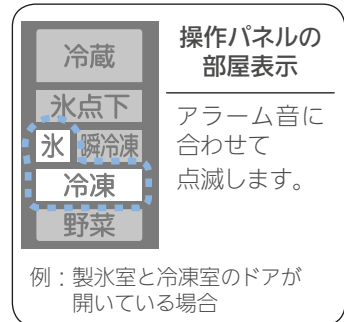 冷蔵
氷点下
氷 瞬冷凍
冷凍
野菜
操作パネルの
部屋表示
アラーム音に
合わせて
点滅します。
例：製氷室と冷凍室のドアが
開いている場合